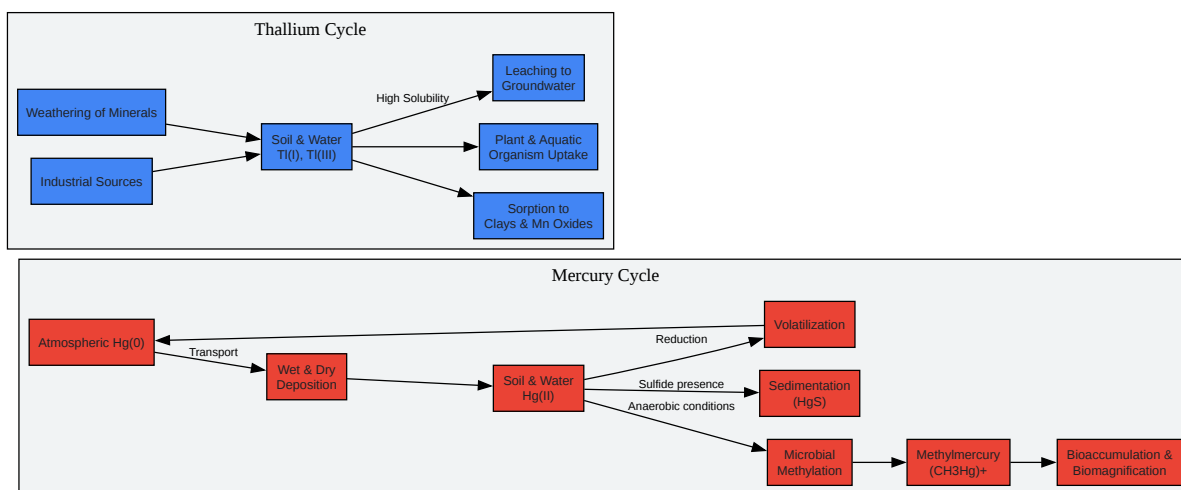 Thallium Cycle
Leaching to
Groundwater
High Solubility
Weathering of Minerals
Soil & Water
Tl(I), Tl(III)
Plant & Aquatic
Organism Uptake
Industrial Sources
Sorption to
Clays & Mn Oxides
Mercury Cycle
Atmospheric Hg(0)
Transport
Wet & Dry
Deposition
Soil & Water
Hg(II)
Reduction
Volatilization
Sulfide presence
Sedimentation
(HgS)
Anaerobic conditions
Microbial
Methylation
Methylmercury
(CH3Hg)+
Bioaccumulation &
Biomagnification